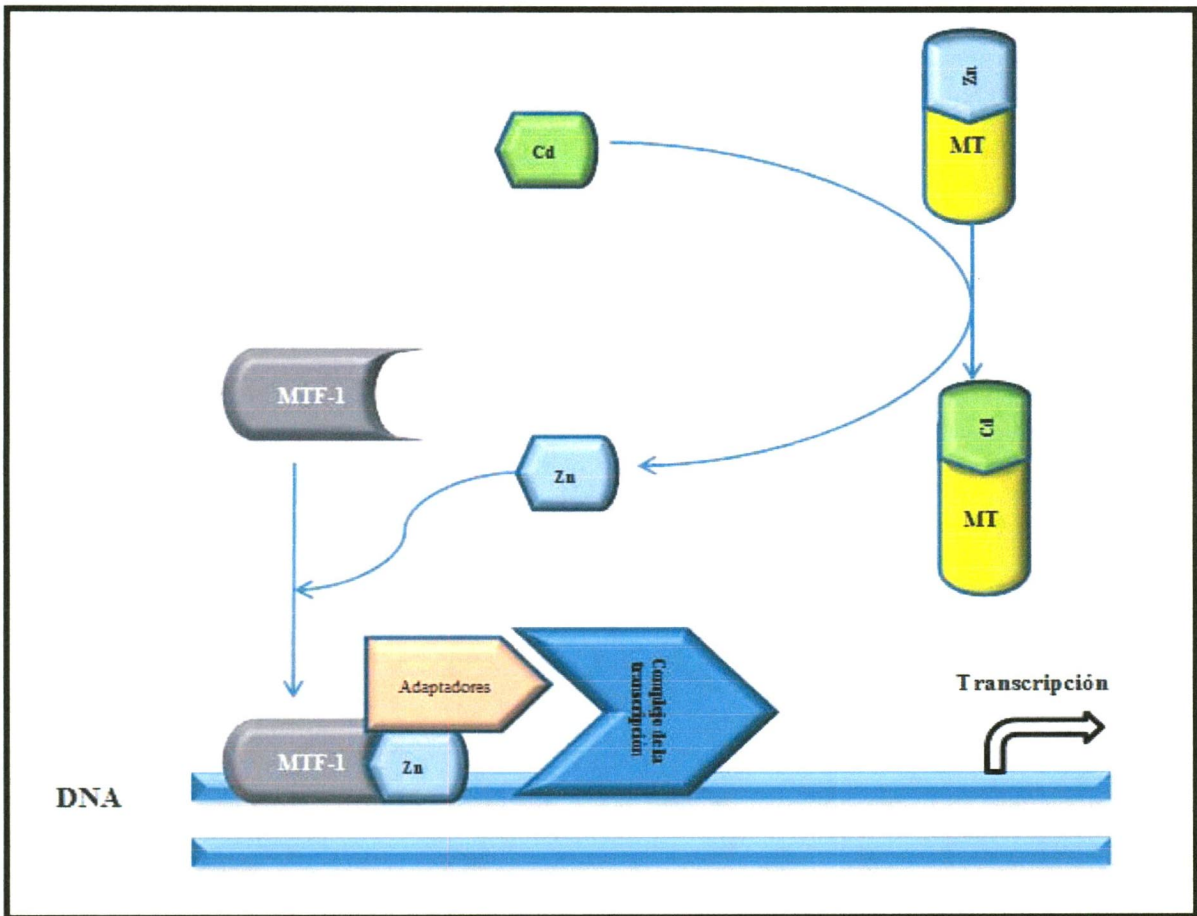 Zn
MT
Cd
MTF-1
Zn
Cd
MT
Adaptadores
Complejo de la
transcripción
Transcripción
MTF-1
Zn
DNA